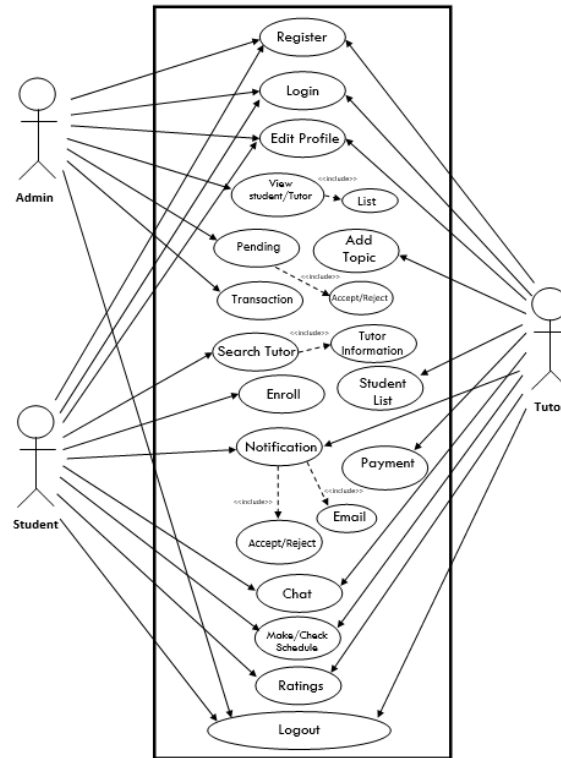 Register
Login
Edit Profile
Admin
View
student/Tutor
<<include>>
List
Pending
Add
Topic
<<include>>
Transaction
Accept/Reject
<<include>>
Search Tutor
Tutor
Information
Enroll
Student
List
Tutor
Notification
Payment
Student
<<include>>
<<include>>
Email
Accept/Reject
Chat
Make/Check
Schedule
Ratings
Logout